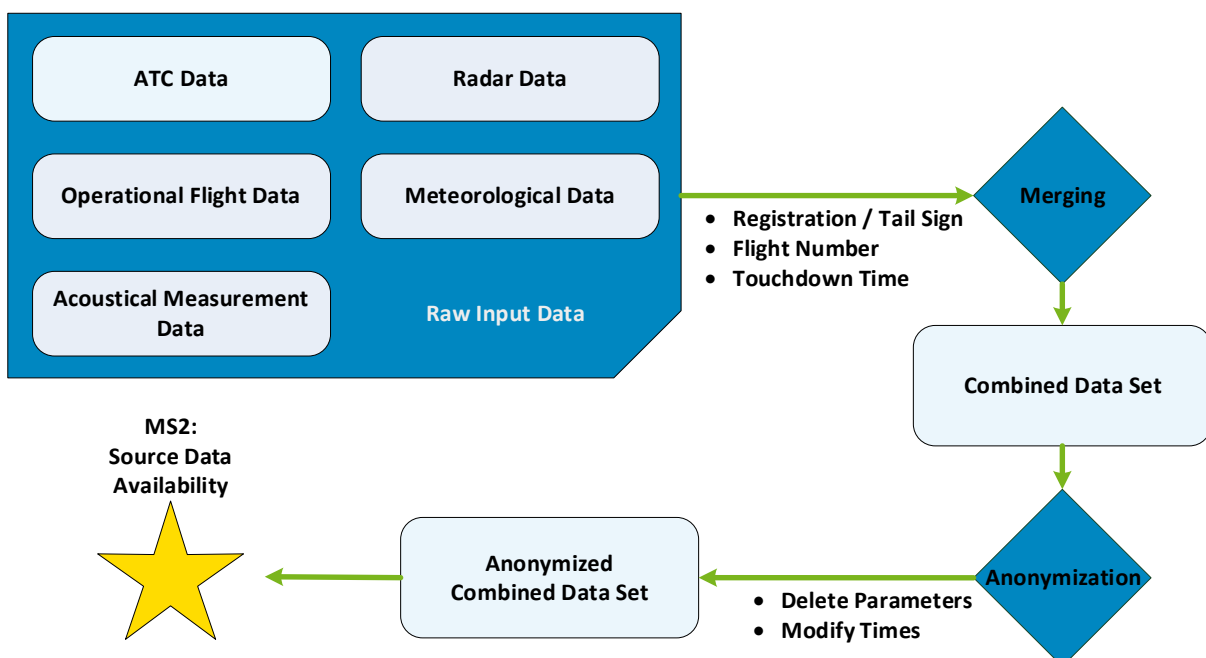 ATC Data
Radar Data
Operational Flight Data
Meteorological Data
Acoustical Measurement
Data
Raw Input Data
• Registration / Tail Sign
• Flight Number
• Touchdown Time
Merging
Combined Data Set
Anonymization
• Delete Parameters
• Modify Times
Anonymized
Combined Data Set
MS2:
Source Data
Availability